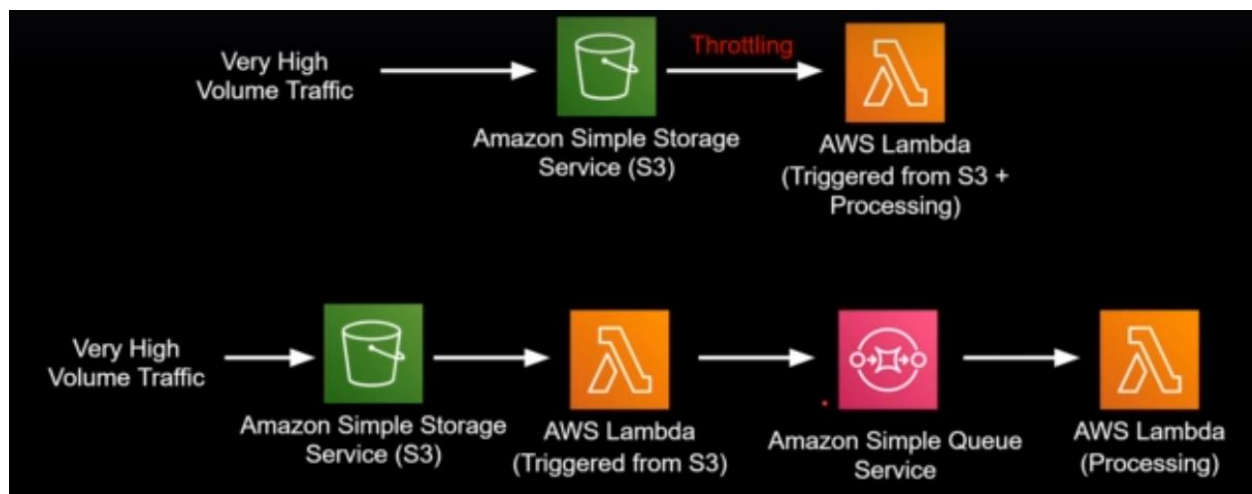 Very High
Volume Traffic
Throttling
Amazon Simple Storage
Service (S3)
AWS Lambda
(Triggered from S3 +
Processing)
Very High
Volume Traffic
Amazon Simple Storage
Service (S3)
AWS Lambda
(Triggered from S3)
Amazon Simple Queue
Service
AWS Lambda
(Processing)